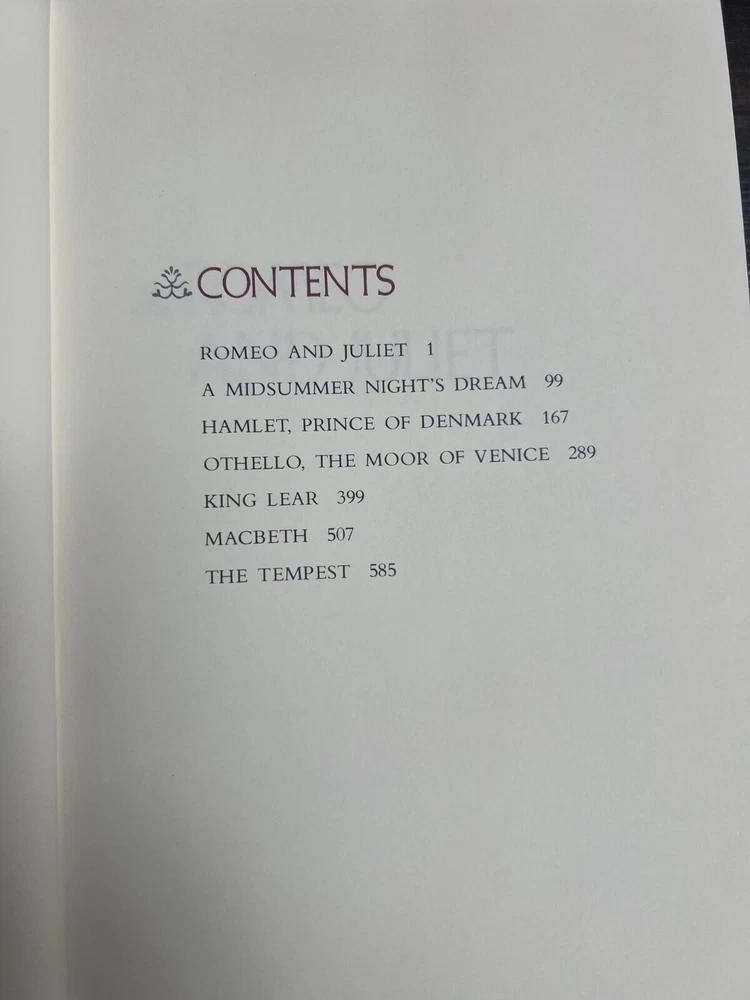 CONTENTS
ROMEO AND JULIET 1
A MIDSUMMER NIGHT'S DREAM 99
HAMLET, PRINCE OF DENMARK 167
OTHELLO, THE MOOR OF VENICE 289
KING LEAR 399
MACBETH 507
THE TEMPEST 585